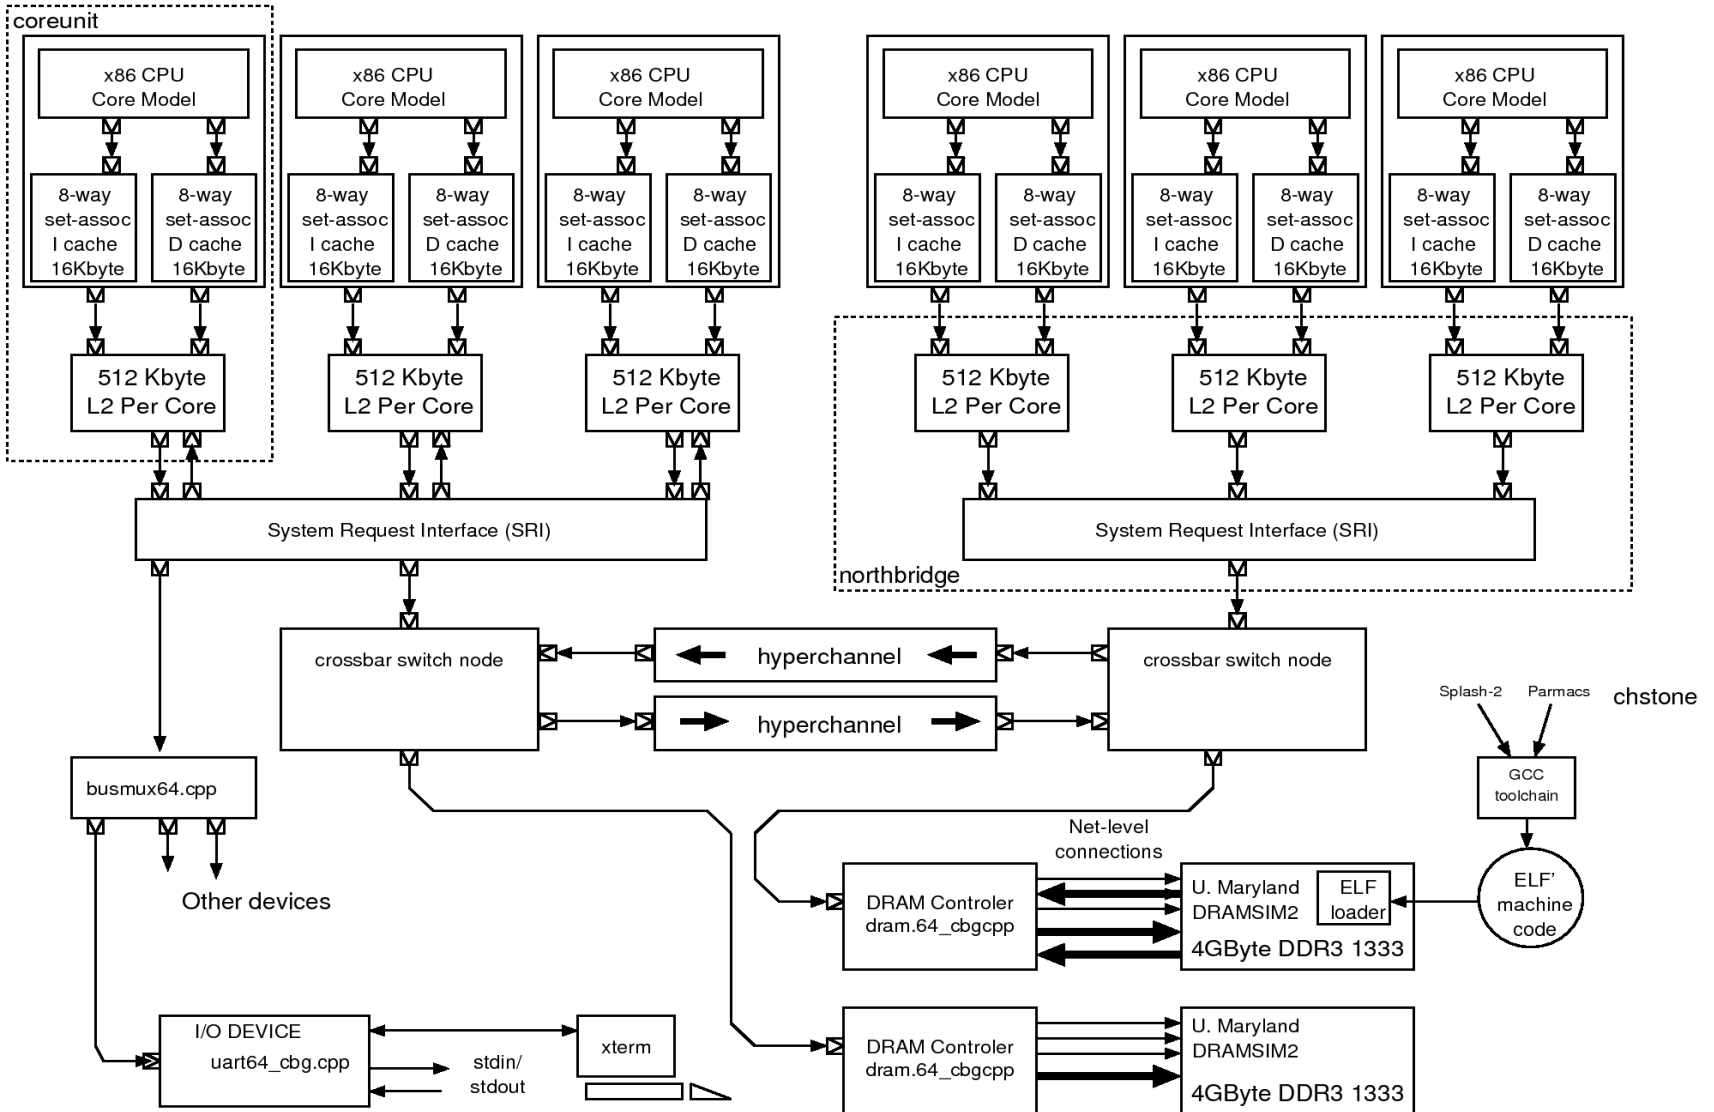 coreunit
x86 CPU
Core Model
x86 CPU
Core Model
x86 CPU
Core Model
x86 CPU
Core Model
x86 CPU
Core Model
x86 CPU
Core Model
8-way
set-assoc
I cache
16Kbyte
8-way
set-assoc
D cache
16Kbyte
8-way
set-assoc
I cache
16Kbyte
8-way
set-assoc
D cache
16Kbyte
8-way
set-assoc
I cache
16Kbyte
8-way
set-assoc
D cache
16Kbyte
8-way
set-assoc
I cache
16Kbyte
8-way
set-assoc
D cache
16Kbyte
8-way
set-assoc
I cache
16Kbyte
8-way
set-assoc
D cache
16Kbyte
8-way
set-assoc
I cache
16Kbyte
8-way
set-assoc
D cache
16Kbyte
512 Kbyte
L2 Per Core
512 Kbyte
L2 Per Core
512 Kbyte
L2 Per Core
512 Kbyte
L2 Per Core
512 Kbyte
L2 Per Core
512 Kbyte
L2 Per Core
System Request Interface (SRI)
System Request Interface (SRI)
northbridge
crossbar switch node
hyperchannel
crossbar switch node
hyperchannel
Splash-2
Parmacs
chstone
GCC
toolchain
busmux64.cpp
Other devices
Net-level
connections
DRAM Controler
dram.64_cbgcpp
U. Maryland
DRAMSIM2
4GByte DDR3 1333
ELF
loader
ELF'
machine
code
I/O DEVICE
uart64_cbg.cpp
stdin/
stdout
xterm
DRAM Controler
dram.64_cbgcpp
U. Maryland
DRAMSIM2
4GByte DDR3 1333